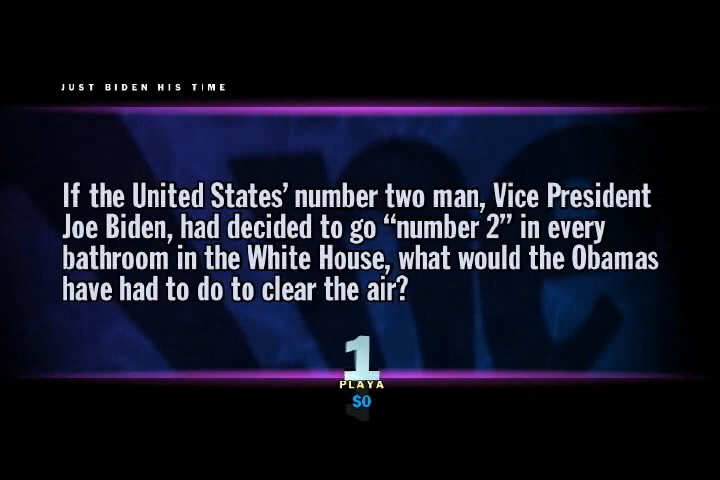 JUST BIDEN HIS TIME
If the United States’ number two man, Vice President
Joe Biden, had decided to go “number 2” in every
bathroom in the White House, what would the Obamas
have had to do to clear the air?
1
PLAYA
$0